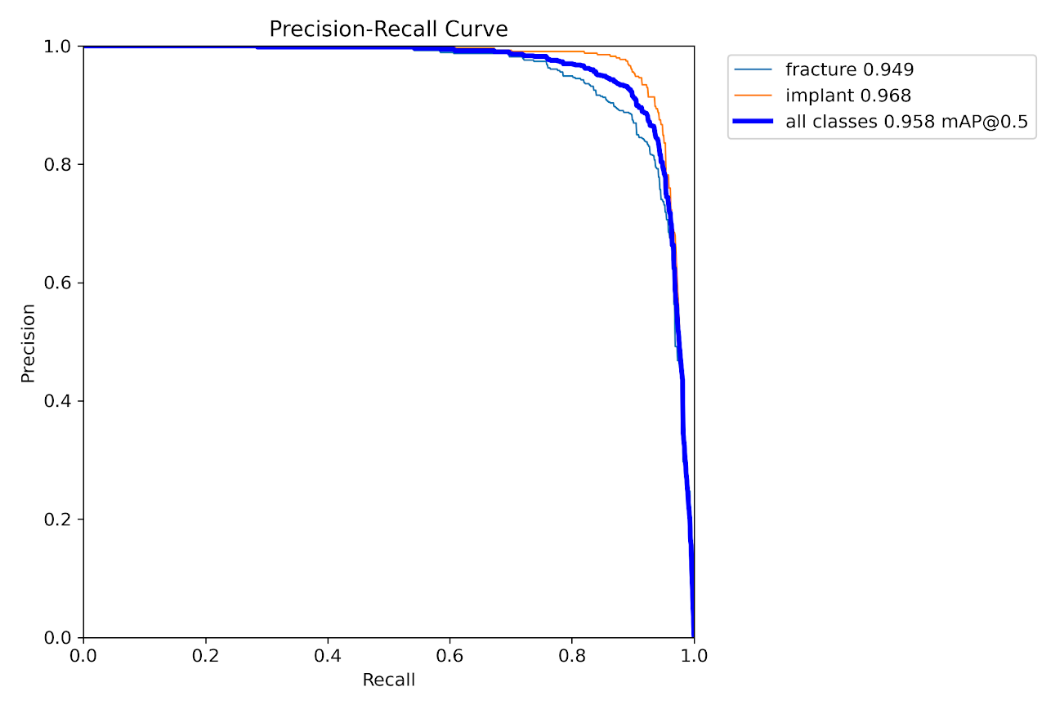 Precision-Recall Curve
fracture 0.949
implant 0.968
all classes 0.958 mAP@0.5
1.0
0.8
0.6
0.4
0.2
0.0
Precision
0.0 0.2 0.4 0.6 0.8 1.0
Recall